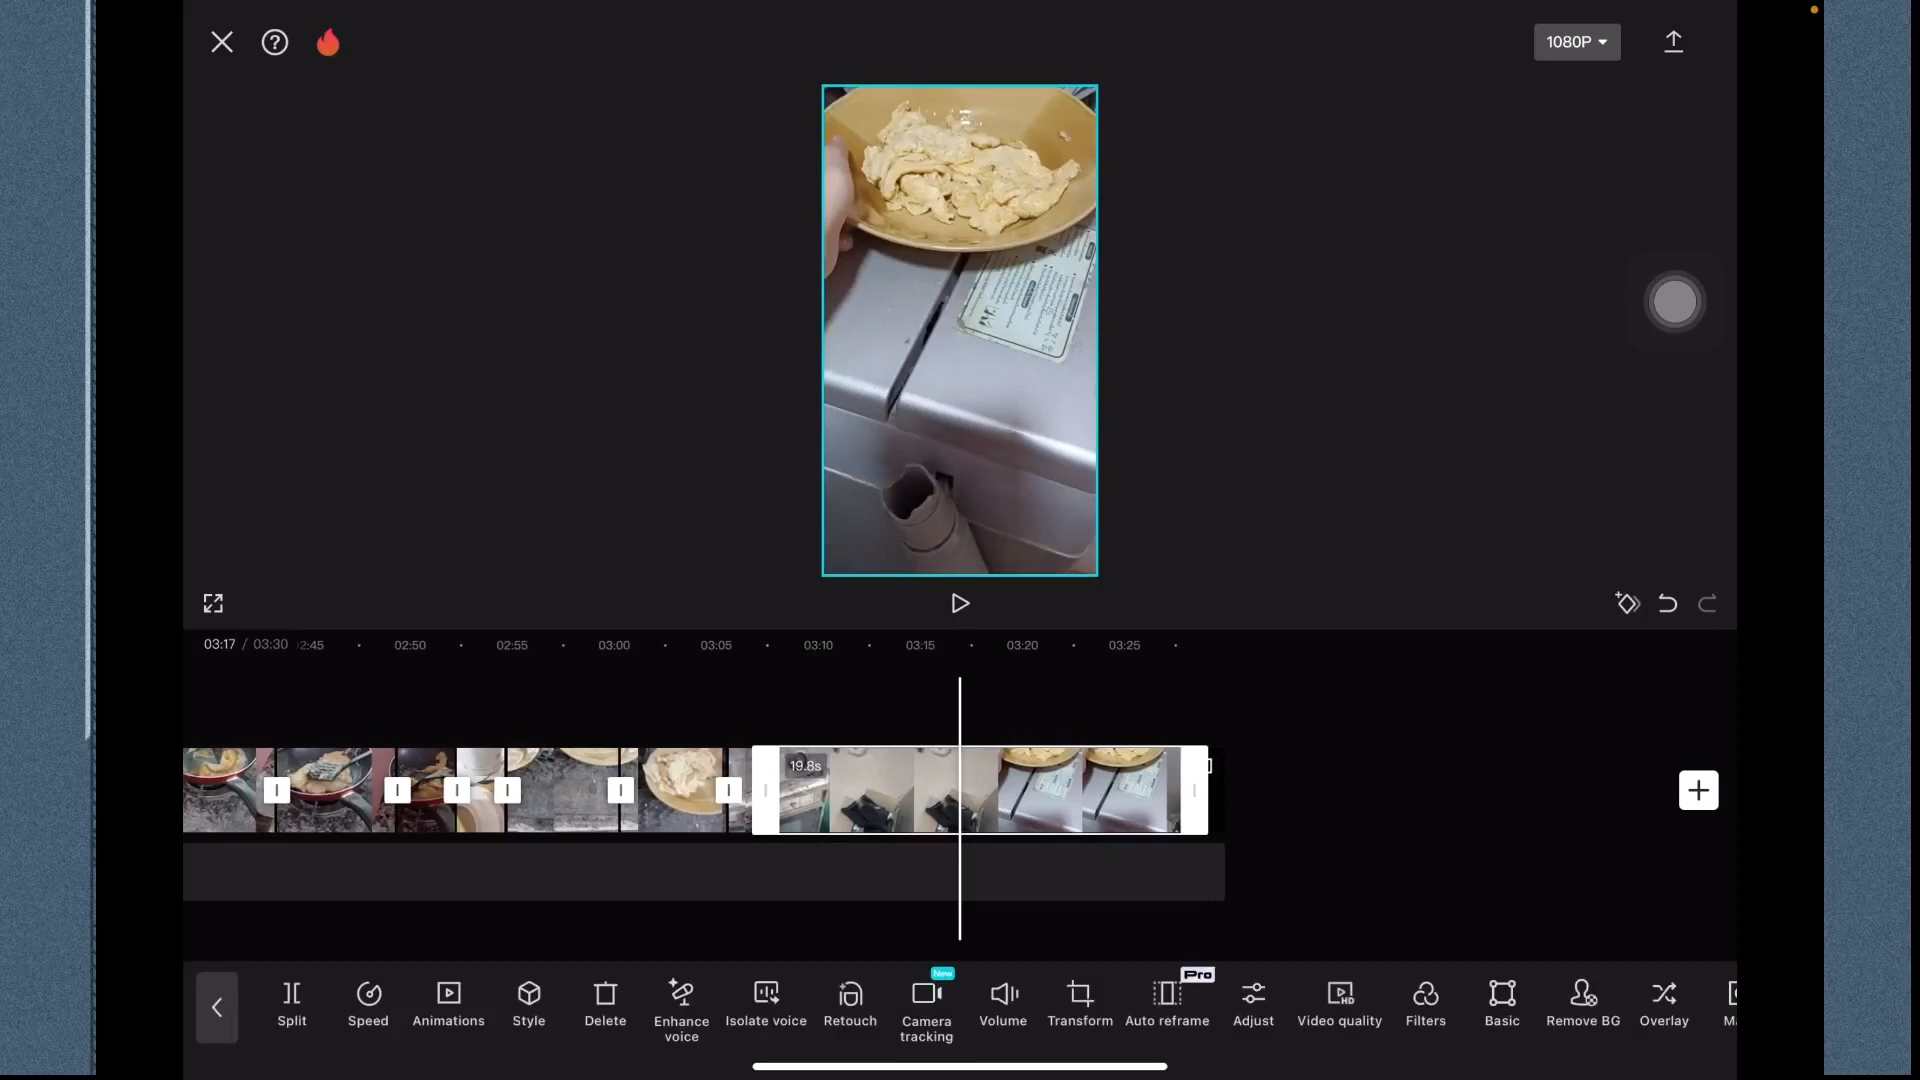 1080P
03:17 / 03:30
2:45
02:50
02:55
03:00
03:05
03:10
03:15
03:20
03:25
19.8s
New
Pro
Split
Speed
Animations
Style
Delete
Enhance
voice
Isolate voice
Retouch
Camera
tracking
Volume
Transform
Auto reframe
Adjust
Video quality
Filters
Basic
Remove BG
Overlay